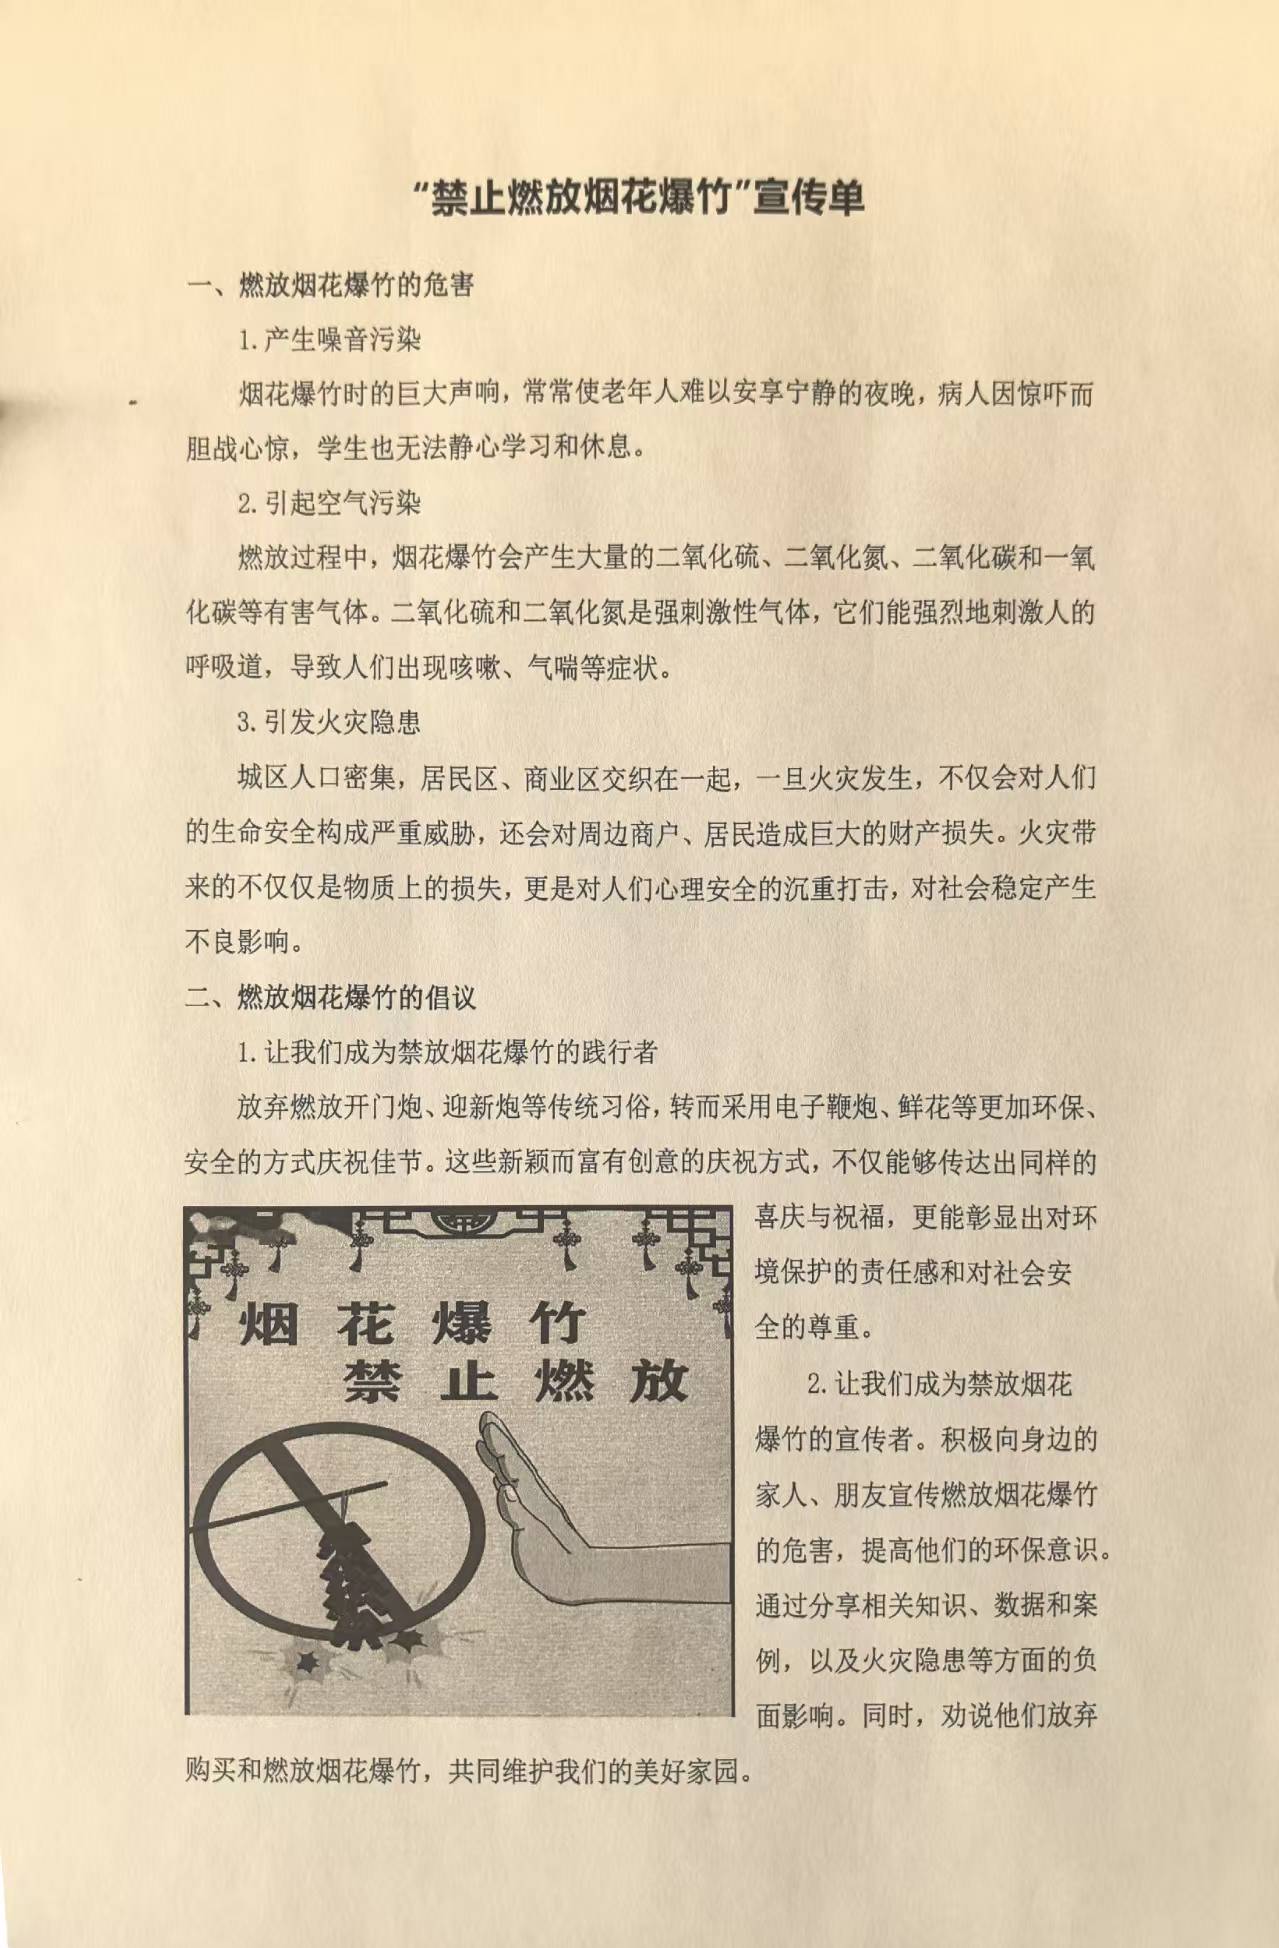 “禁止燃放烟花爆竹”宣传单
一、燃放烟花爆竹的危害
1.产生噪音污染
烟花爆竹时的巨大声响，常常使老年人难以安享宁静的夜晚，病人因惊吓而
胆战心惊，学生也无法静心学习和休息。
2.引起空气污染
燃放过程中，烟花爆竹会产生大量的二氧化硫、二氧化氮、二氧化碳和一氧
化碳等有害气体。二氧化硫和二氧化氮是强刺激性气体，它们能强烈地刺激人的
呼吸道，导致人们出现咳嗽、气喘等症状。
3.引发火灾隐患
城区人口密集，居民区、商业区交织在一起，一旦火灾发生，不仅会对人们
的生命安全构成严重威胁，还会对周边商户、居民造成巨大的财产损失。火灾带
来的不仅仅是物质上的损失，更是对人们心理安全的沉重打击，对社会稳定产生
不良影响。
二、燃放烟花爆竹的倡议
1.让我们成为禁放烟花爆竹的践行者
放弃燃放开门炮、迎新炮等传统习俗，转而采用电子鞭炮、鲜花等更加环保、
安全的方式庆祝佳节。这些新颖而富有创意的庆祝方式，不仅能够传达出同样的
喜庆与祝福，更能彰显出对环
境保护的责任感和对社会安
全的尊重。
烟花爆竹
禁止燃放
2.让我们成为禁放烟花
爆竹的宣传者。积极向身边的
家人、朋友宣传燃放烟花爆竹
的危害，提高他们的环保意识。
通过分享相关知识、数据和案
例，以及火灾隐患等方面的负
面影响。同时，劝说他们放弃
购买和燃放烟花爆竹，共同维护我们的美好家园。